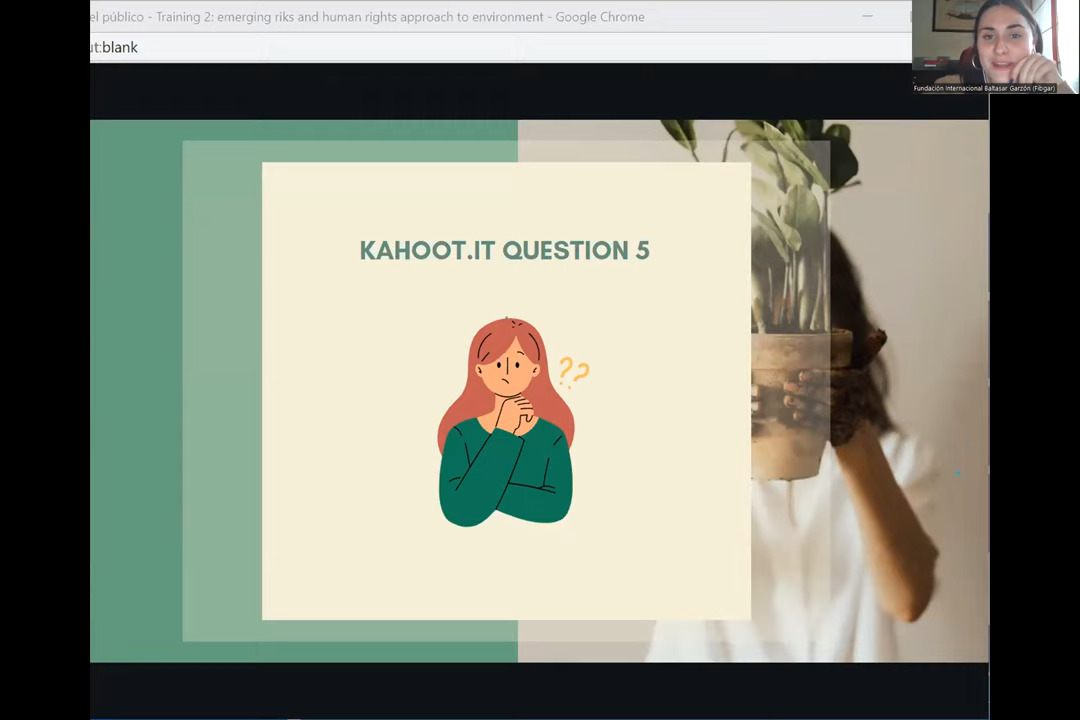 el público - Training 2: emerging riks and human rights approach to environment - Google Chrome
ut:blank
Fundación Internacional Baltasar Garzón (Fibgar)
KAHOOT.IT QUESTION 5
??